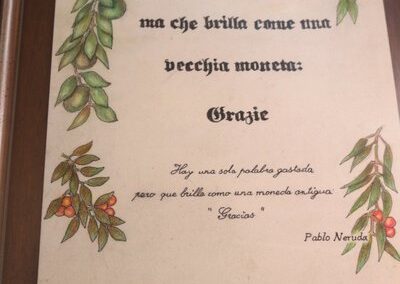 ma che brilla come una
vecchia moneta:
Grazie
Hay una sola palabra gastada
pero que brilla como una moneda antigua:
"Gracias"
Pablo Neruda